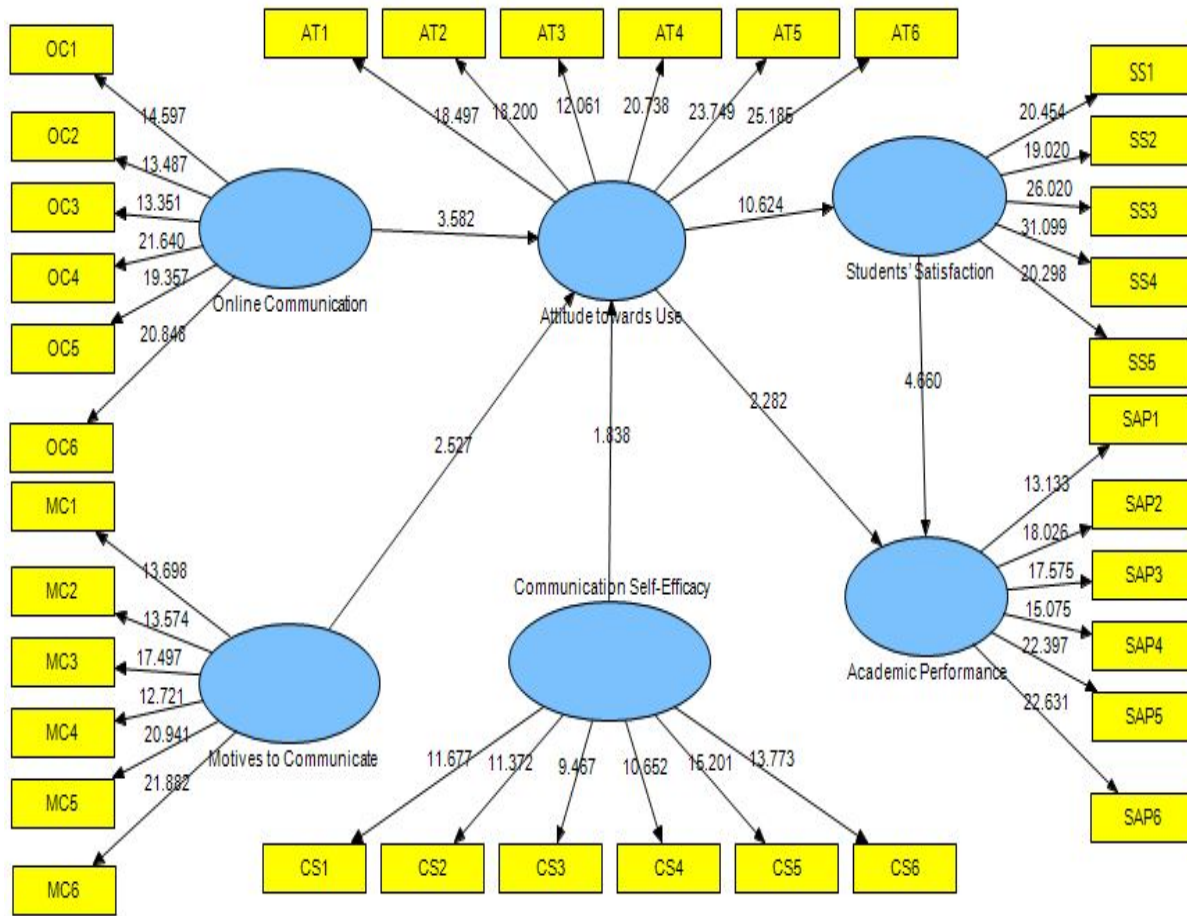 OC1
OC2
OC3
OC4
OC5
OC6
14.597
13.487
13.351
21.640
19.357
20.848
Online Communication
AT1
AT2
AT3
AT4
AT5
AT6
18.497
18.200
12.061
20.738
23.749
25.185
Attitude towards Use
3.582
10.624
SS1
SS2
SS3
SS4
SS5
20.454
19.020
26.020
31.099
20.298
Students' Satisfaction
2.527
1.838
2.282
4.660
MC1
MC2
MC3
MC4
MC5
MC6
13.698
13.574
17.497
12.721
20.941
21.882
Motives to Communicate
Communication Self-Efficacy
11.677
11.372
9.467
10.652
15.201
13.773
CS1
CS2
CS3
CS4
CS5
CS6
SAP1
SAP2
SAP3
SAP4
SAP5
SAP6
13.133
18.026
17.575
15.075
22.397
22.631
Academic Performance